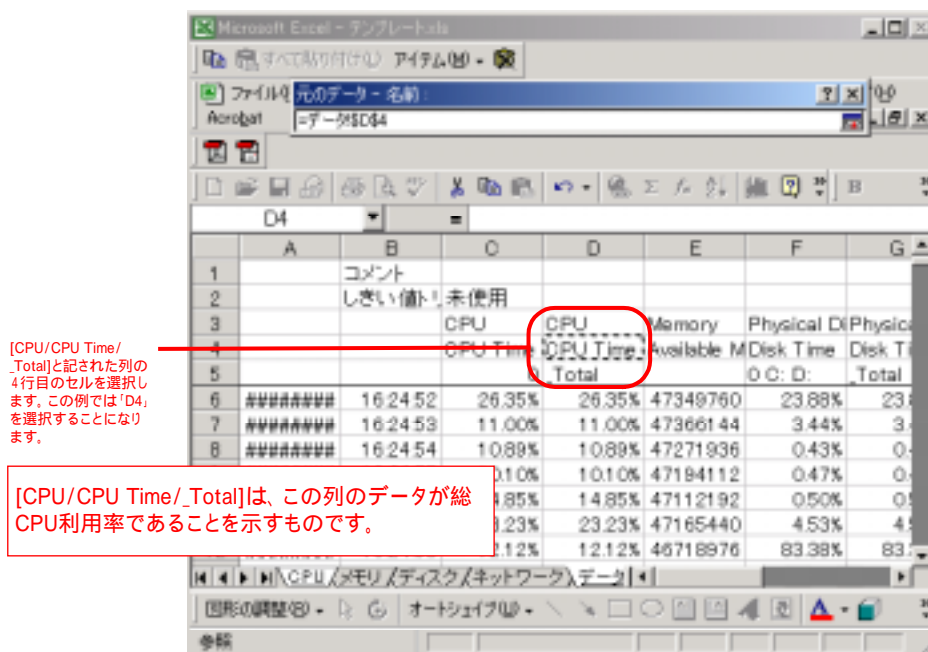 Microsoft Excel - テンプレート.xls
すべて貼り付け(L) アイテム(M)
元のデータ - 名前 :
Acrobat
=データ!$D$4
D4 =
A B C D E F G
1 コメント
2 しきい値トリ 未使用
3 CPU CPU Memory Physical Di Physica
4 CPU Time CPU Time Available M Disk Time Disk Ti
5 0 _Total 0 C: D: _Total
6 ######## 16:24:52 26.35% 26.35% 47349760 23.88% 23.
7 ######## 16:24:53 11.00% 11.00% 47366144 3.44% 3.
8 ######## 16:24:54 10.89% 10.89% 47271936 0.43% 0.
10.10% 47194112 0.47% 0.
14.85% 47112192 0.50% 0.
23.23% 47165440 4.53% 4.
12.12% 46718976 83.38% 83.
[CPU/CPU Time/
_Total]と記された列の
4行目のセルを選択し
ます。この例では「D4」
を選択することになり
ます。
[CPU/CPU Time/_Total]は、この列のデータが総
CPU利用率であることを示すものです。
CPU メモリ ディスク ネットワーク データ
図形の調整(R) オートシェイプ(U)
参照